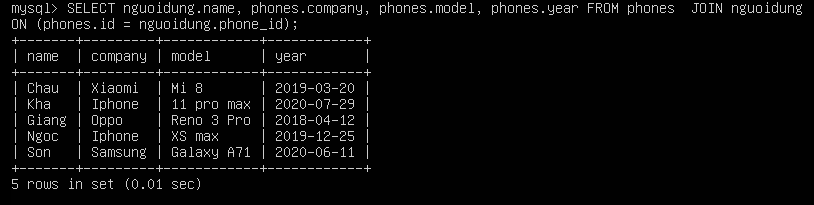 mysql> SELECT nguoidung.name, phones.company, phones.model, phones.year FROM phones  JOIN nguoidung
ON (phones.id = nguoidung.phone_id);
+-------+---------+------------+------------+
| name  | company | model      | year       |
+-------+---------+------------+------------+
| Chau  | Xiaomi  | Mi 8       | 2019-03-20 |
| Kha   | Iphone  | 11 pro max | 2020-07-29 |
| Giang | Oppo    | Reno 3 Pro | 2018-04-12 |
| Ngoc  | Iphone  | XS max     | 2019-12-25 |
| Son   | Samsung | Galaxy A71 | 2020-06-11 |
+-------+---------+------------+------------+
5 rows in set (0.01 sec)